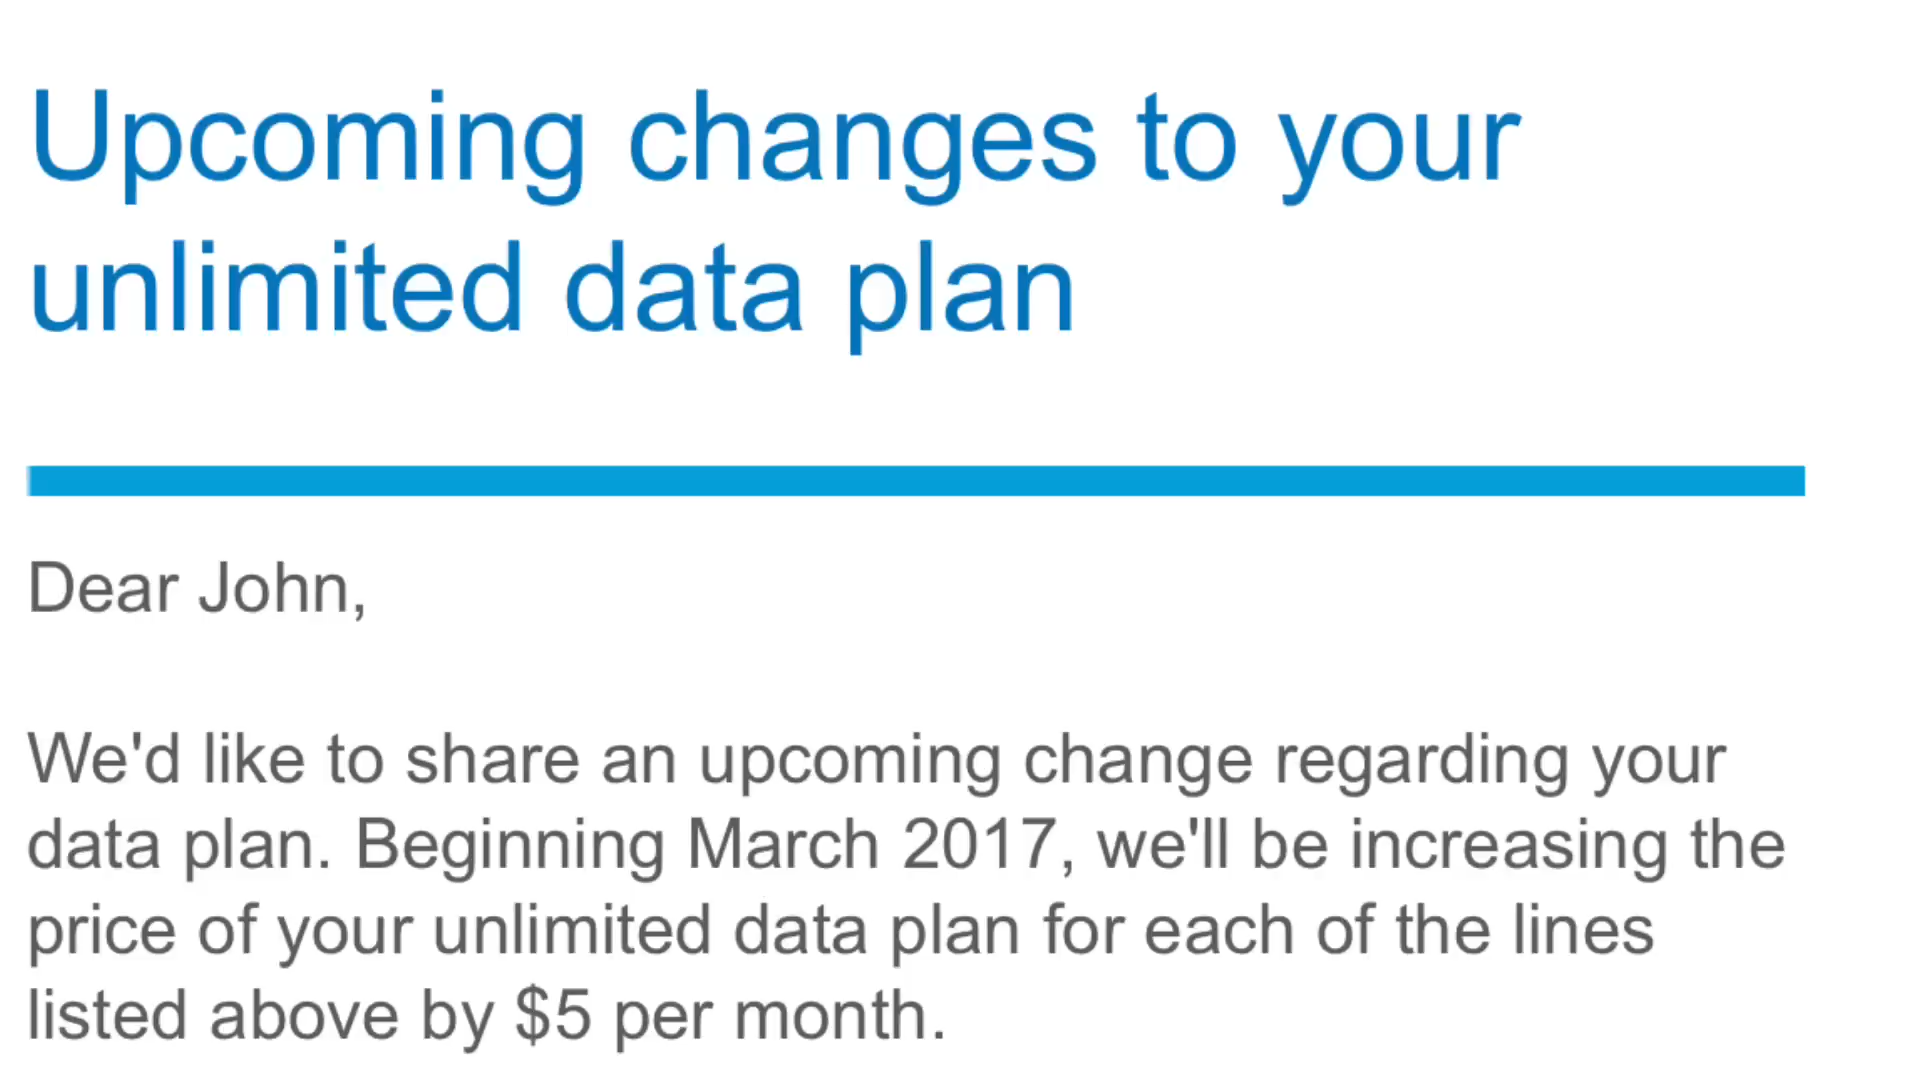 Upcoming changes to your
unlimited data plan
Dear John,
We'd like to share an upcoming change regarding your
data plan. Beginning March 2017, we'll be increasing the
price of your unlimited data plan for each of the lines
listed above by $5 per month.